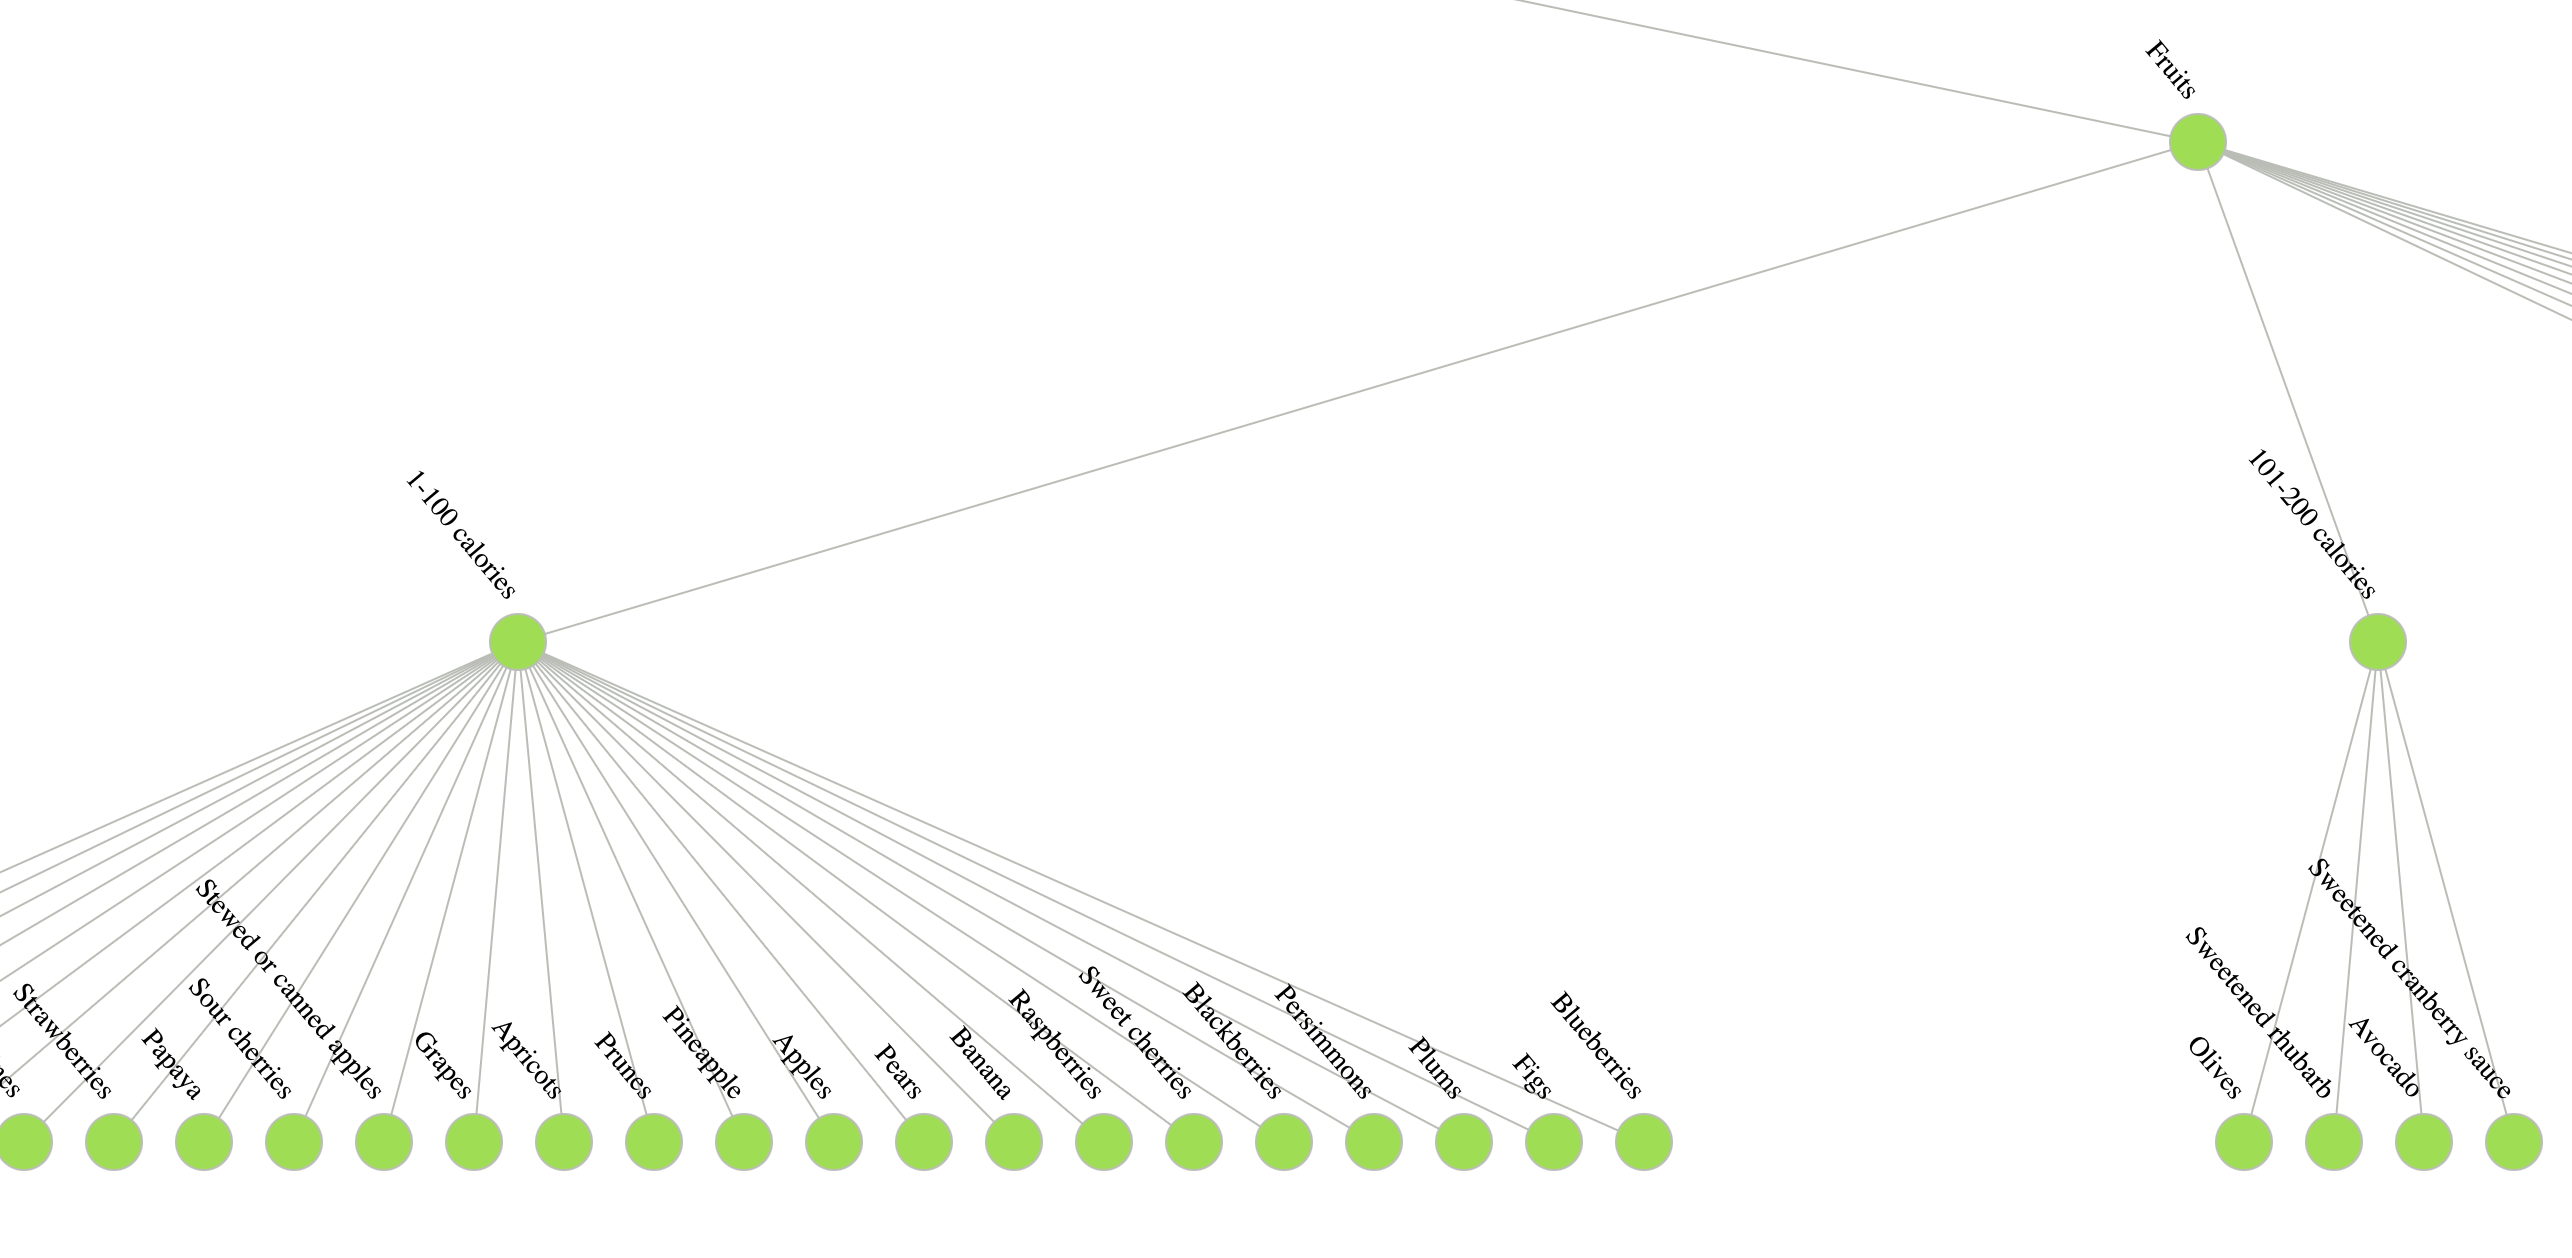 Fruits
1-100 calories
101-200 calories
Strawberries
Papaya
Sour cherries
Stewed or canned apples
Grapes
Apricots
Prunes
Pineapple
Apples
Pears
Banana
Raspberries
Sweet cherries
Blackberries
Persimmons
Plums
Figs
Blueberries
Olives
Sweetened rhubarb
Avocado
Sweetened cranberry sauce